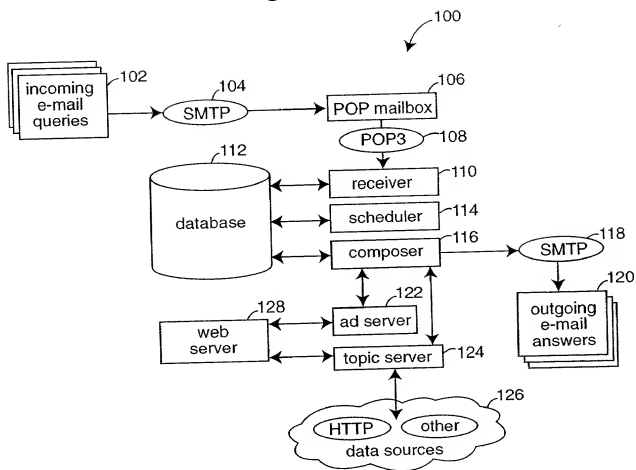 100
incoming
e-mail
queries
102
104
SMTP
106
POP mailbox
POP3
108
112
database
receiver
110
scheduler
114
composer
116
118
SMTP
120
outgoing
e-mail
answers
122
ad server
128
web
server
topic server
124
126
HTTP
other
data sources